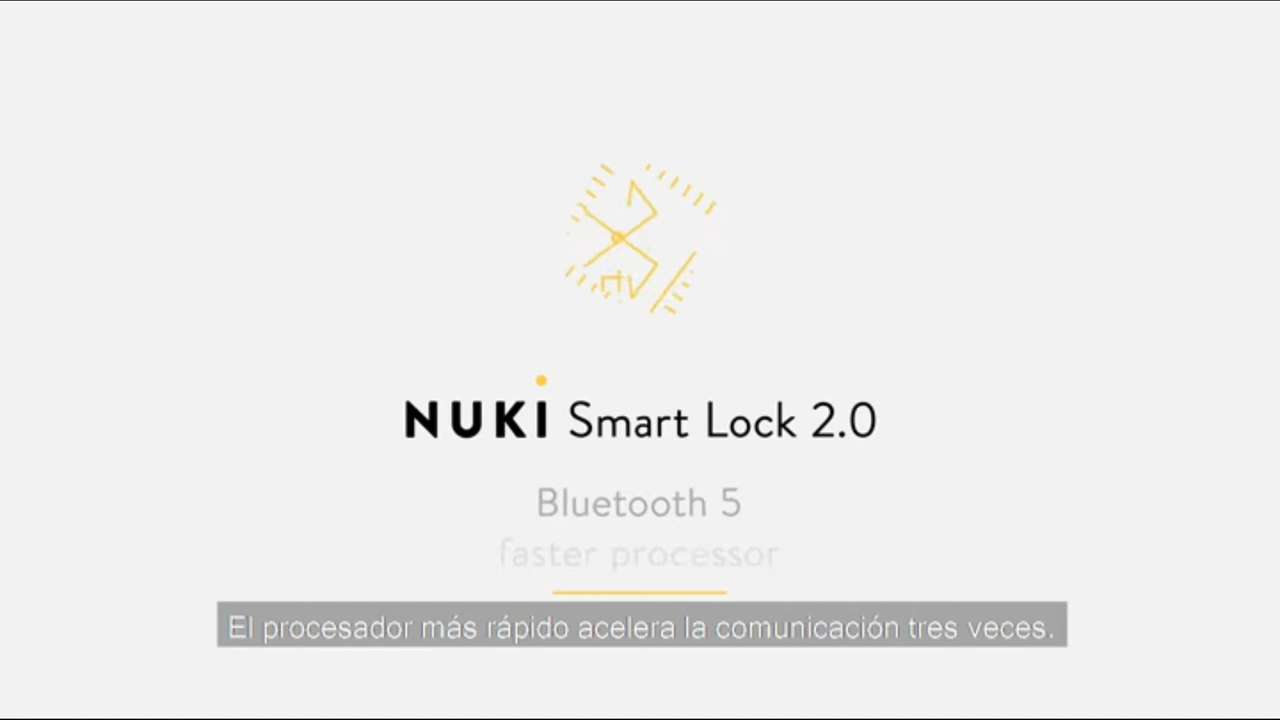 NUKI Smart Lock 2.0
Bluetooth 5
faster processor
El procesador más rápido acelera la comunicación tres veces.